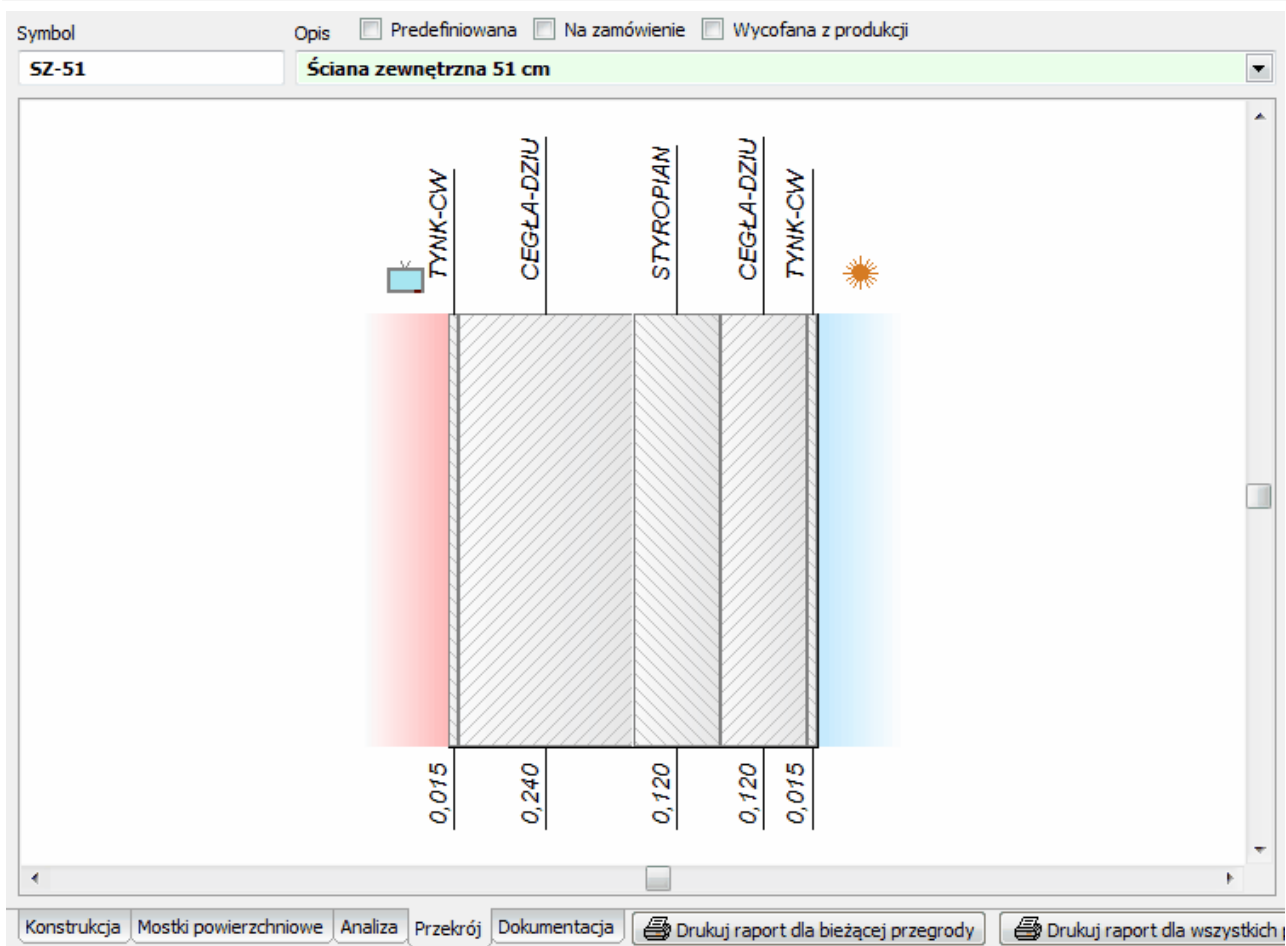 Symbol
Opis Predefiniowana Na zamówienie Wycofana z produkcji
SZ-51
Ściana zewnętrzna 51 cm
TYNK-CW
CEGŁA-DZIU
STYROPIAN
CEGŁA-DZIU
TYNK-CW
0,015
0,240
0,120
0,120
0,015
Konstrukcja Mostki powierzchniowe Analiza Przekrój Dokumentacja Drukuj raport dla bieżącej przegrody Drukuj raport dla wszystkich